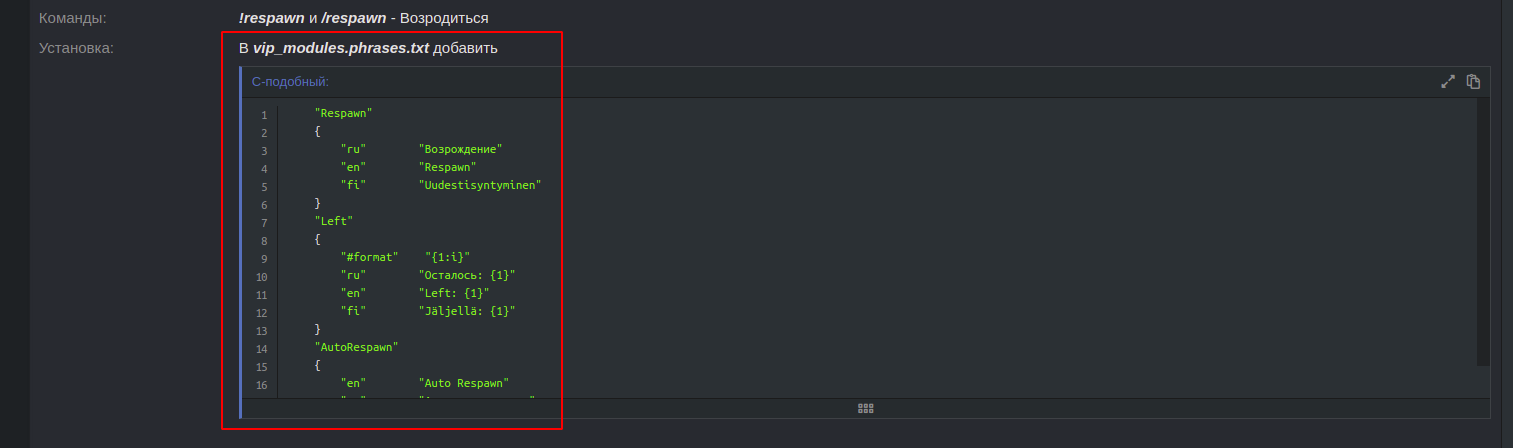 Команды: !respawn и /respawn - Возродиться
Установка: В vip_modules.phrases.txt добавить
C-подобный:
1 "Respawn"
2 {
3 "ru" "Возрождение"
4 "en" "Respawn"
5 "fi" "Uudestisyntyminen"
6 }
7 "Left"
8 {
9 "#format" "{1:i}"
10 "ru" "Осталось: {1}"
11 "en" "Left: {1}"
12 "fi" "Jäljellä: {1}"
13 }
14 "AutoRespawn"
15 {
16 "en" "Auto Respawn"